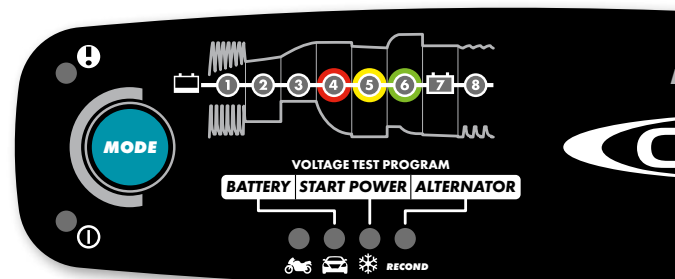 1 2 3 4 5 6 7 8
MODE
VOLTAGE TEST PROGRAM
BATTERY START POWER ALTERNATOR
RECOND